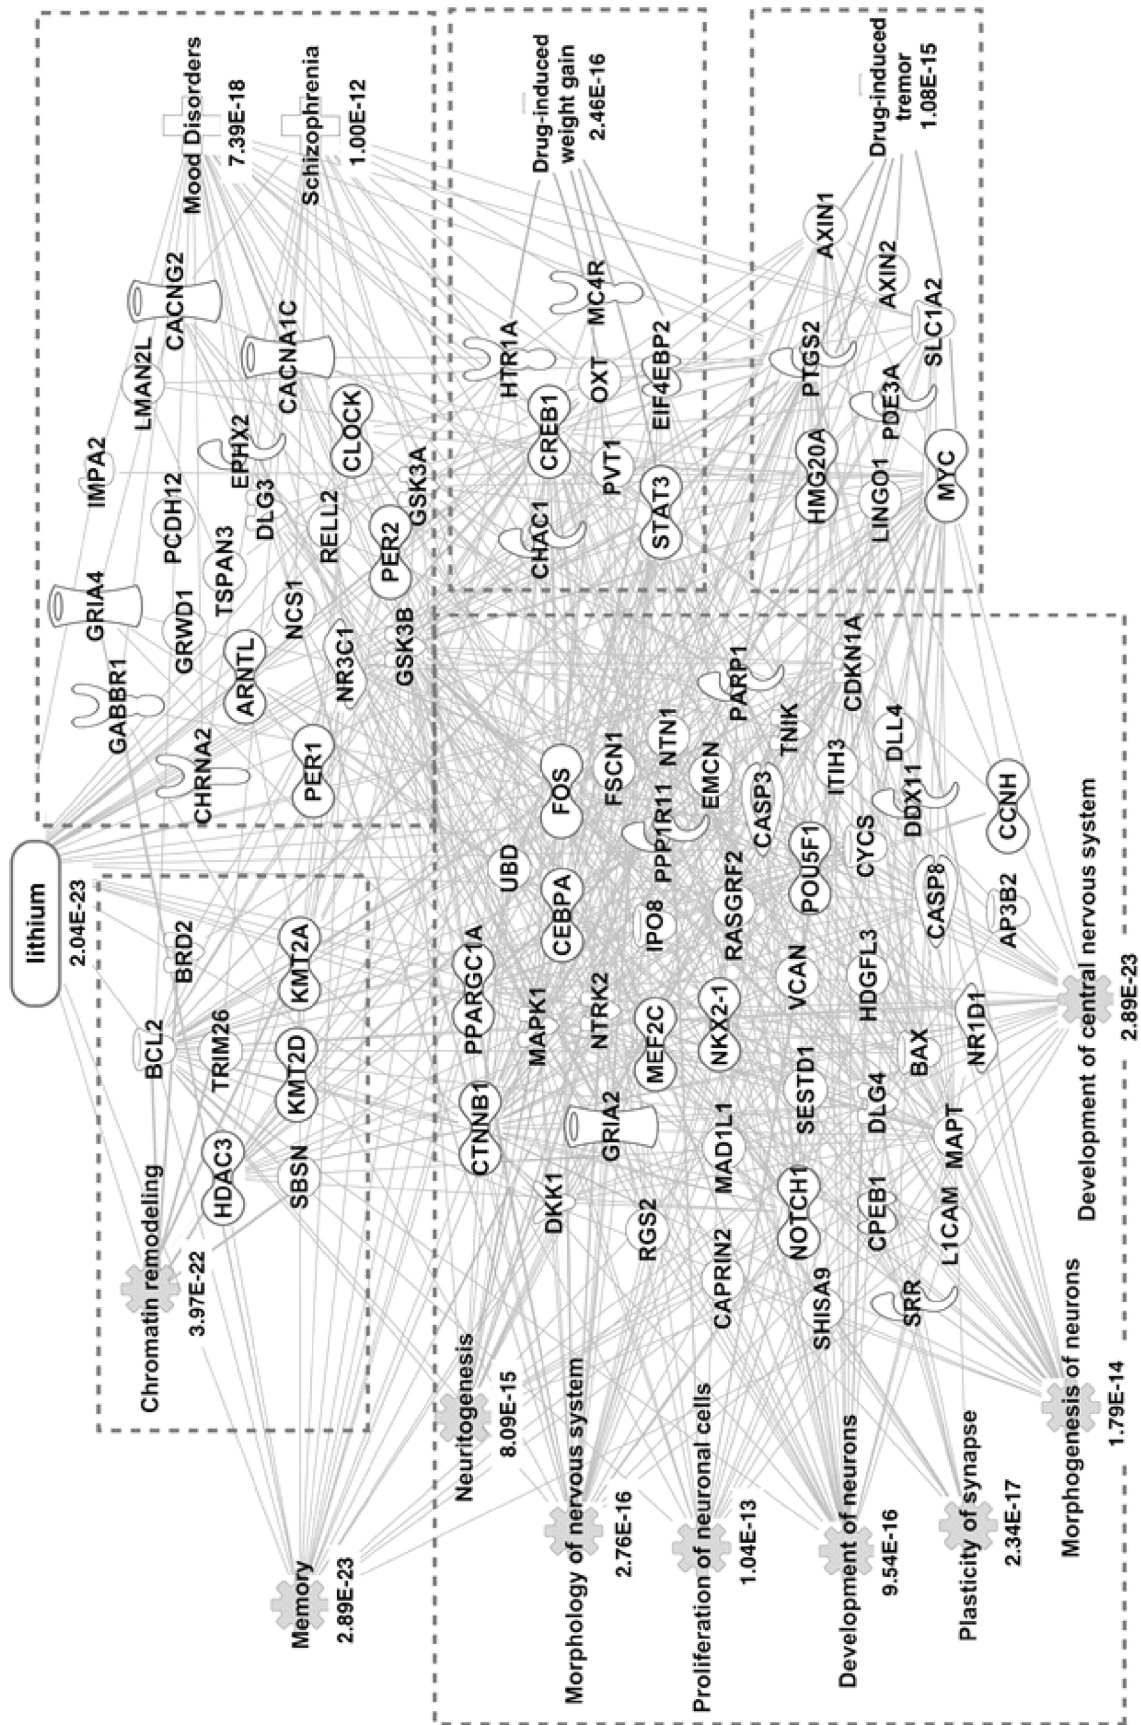 lithium
2.04E-23
Mood Disorders
7.39E-18
Schizophrenia
1.00E-12
CACNG2
LMAN2L
CACNA1C
IMPA2
EPHX2
CLOCK
PCDH12
DLG3
GSK3A
RELL2
GRIA4
TSPAN3
PER2
GRWD1
NCS1
GABBR1
ARNTL
NR3C1
GSK3B
CHRNA2
PER1
Drug-induced
weight gain
2.46E-16
MC4R
HTR1A
OXT
EIF4EBP2
CREB1
PVT1
CHAC1
STAT3
Drug-induced
tremor
1.08E-15
AXIN1
AXIN2
SLC1A2
PTGS2
PDE3A
HMG20A
LINGO1
MYC
BRD2
KMT2A
BCL2
TRIM26
KMT2D
HDAC3
SBSN
Chromatin remodeling
3.97E-22
Memory
2.89E-23
PARP1
CDKN1A
NTN1
TNIK
FOS
FSCN1
EMCN
ITIH3
DLL4
PPP1R11
CASP3
DDX11
CCNH
UBD
POU5F1
CYCS
CEBPA
IPO8
RASGRF2
CASP8
AP3B2
PPARGC1A
VCAN
HDGFL3
MAPK1
NTRK2
MEF2C
NKX2-1
NR1D1
BAX
CTNNB1
GRIA2
SESTD1
DLG4
MAD1L1
MAPT
DKK1
RGS2
NOTCH1
CPEB1
L1CAM
CAPRIN2
SHISA9
SRR
Neuritogenesis
8.09E-15
Morphology of nervous system
2.76E-16
Proliferation of neuronal cells
1.04E-13
Development of neurons
9.54E-16
Plasticity of synapse
2.34E-17
Morphogenesis of neurons
1.79E-14
Development of central nervous system
2.89E-23